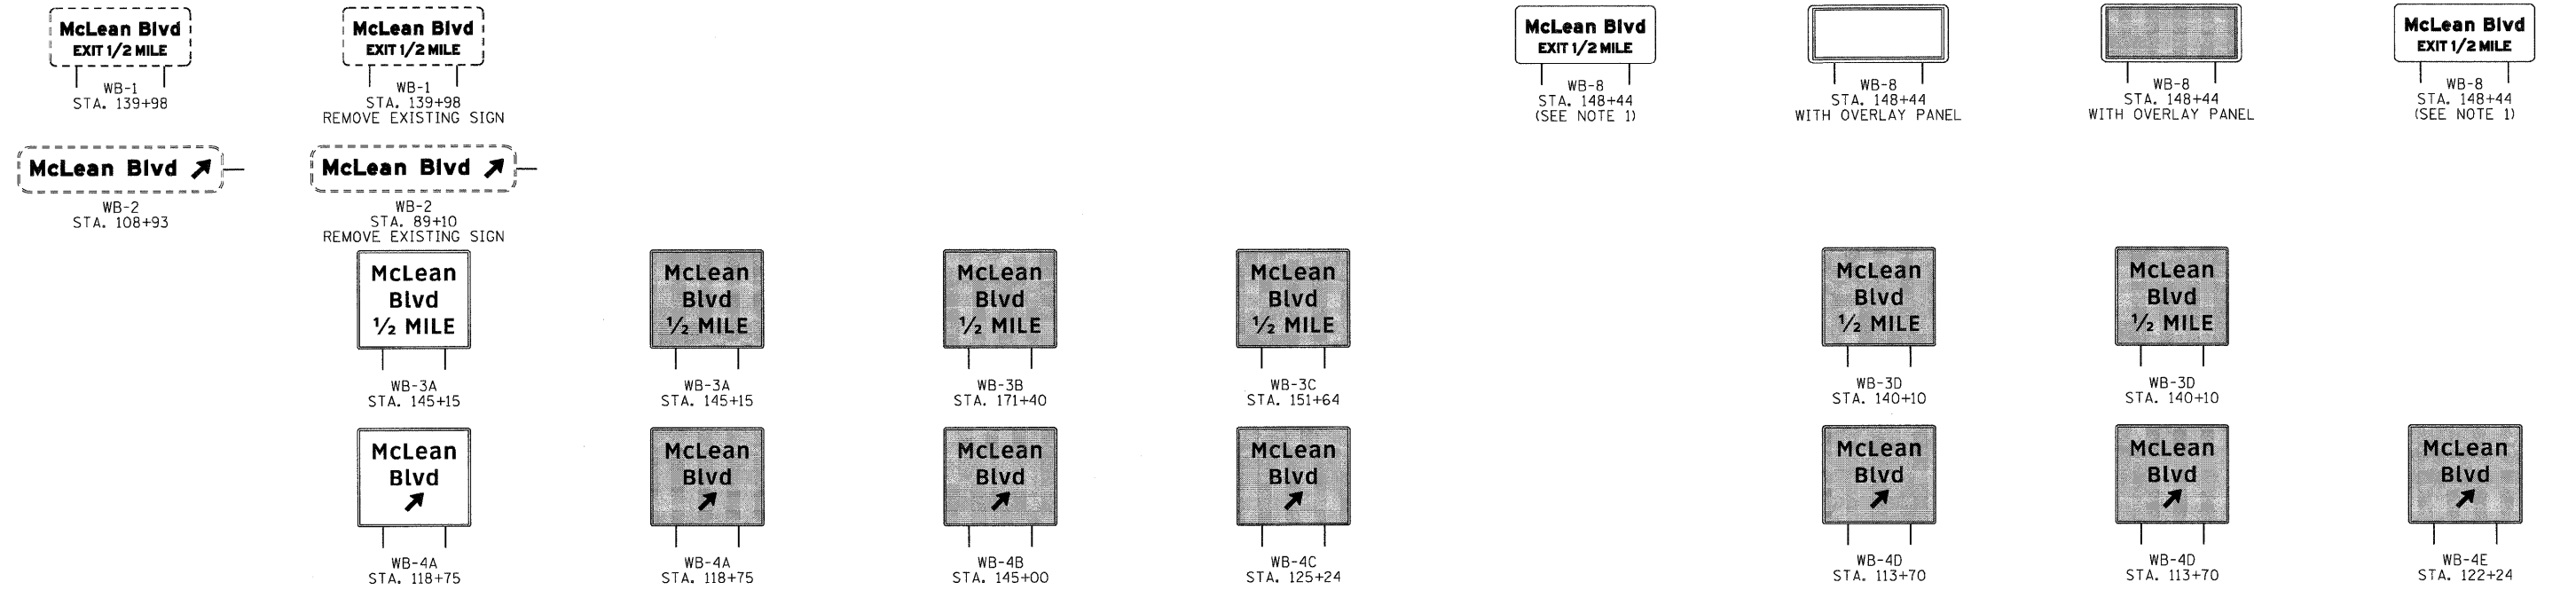 McLean Blvd
EXIT 1/2 MILE
WB-1
STA. 139+98
McLean Blvd
EXIT 1/2 MILE
WB-1
STA. 139+98
REMOVE EXISTING SIGN
McLean Blvd
EXIT 1/2 MILE
WB-8
STA. 148+44
(SEE NOTE 1)
WB-8
STA. 148+44
WITH OVERLAY PANEL
WB-8
STA. 148+44
WITH OVERLAY PANEL
McLean Blvd
EXIT 1/2 MILE
WB-8
STA. 148+44
(SEE NOTE 1)
McLean Blvd
WB-2
STA. 108+93
McLean Blvd
WB-2
STA. 89+10
REMOVE EXISTING SIGN
McLean
Blvd
½ MILE
WB-3A
STA. 145+15
McLean
Blvd
½ MILE
WB-3A
STA. 145+15
McLean
Blvd
½ MILE
WB-3B
STA. 171+40
McLean
Blvd
½ MILE
WB-3C
STA. 151+64
McLean
Blvd
½ MILE
WB-3D
STA. 140+10
McLean
Blvd
½ MILE
WB-3D
STA. 140+10
McLean
Blvd
WB-4A
STA. 118+75
McLean
Blvd
WB-4A
STA. 118+75
McLean
Blvd
WB-4B
STA. 145+00
McLean
Blvd
WB-4C
STA. 125+24
McLean
Blvd
WB-4D
STA. 113+70
McLean
Blvd
WB-4D
STA. 113+70
McLean
Blvd
WB-4E
STA. 122+24